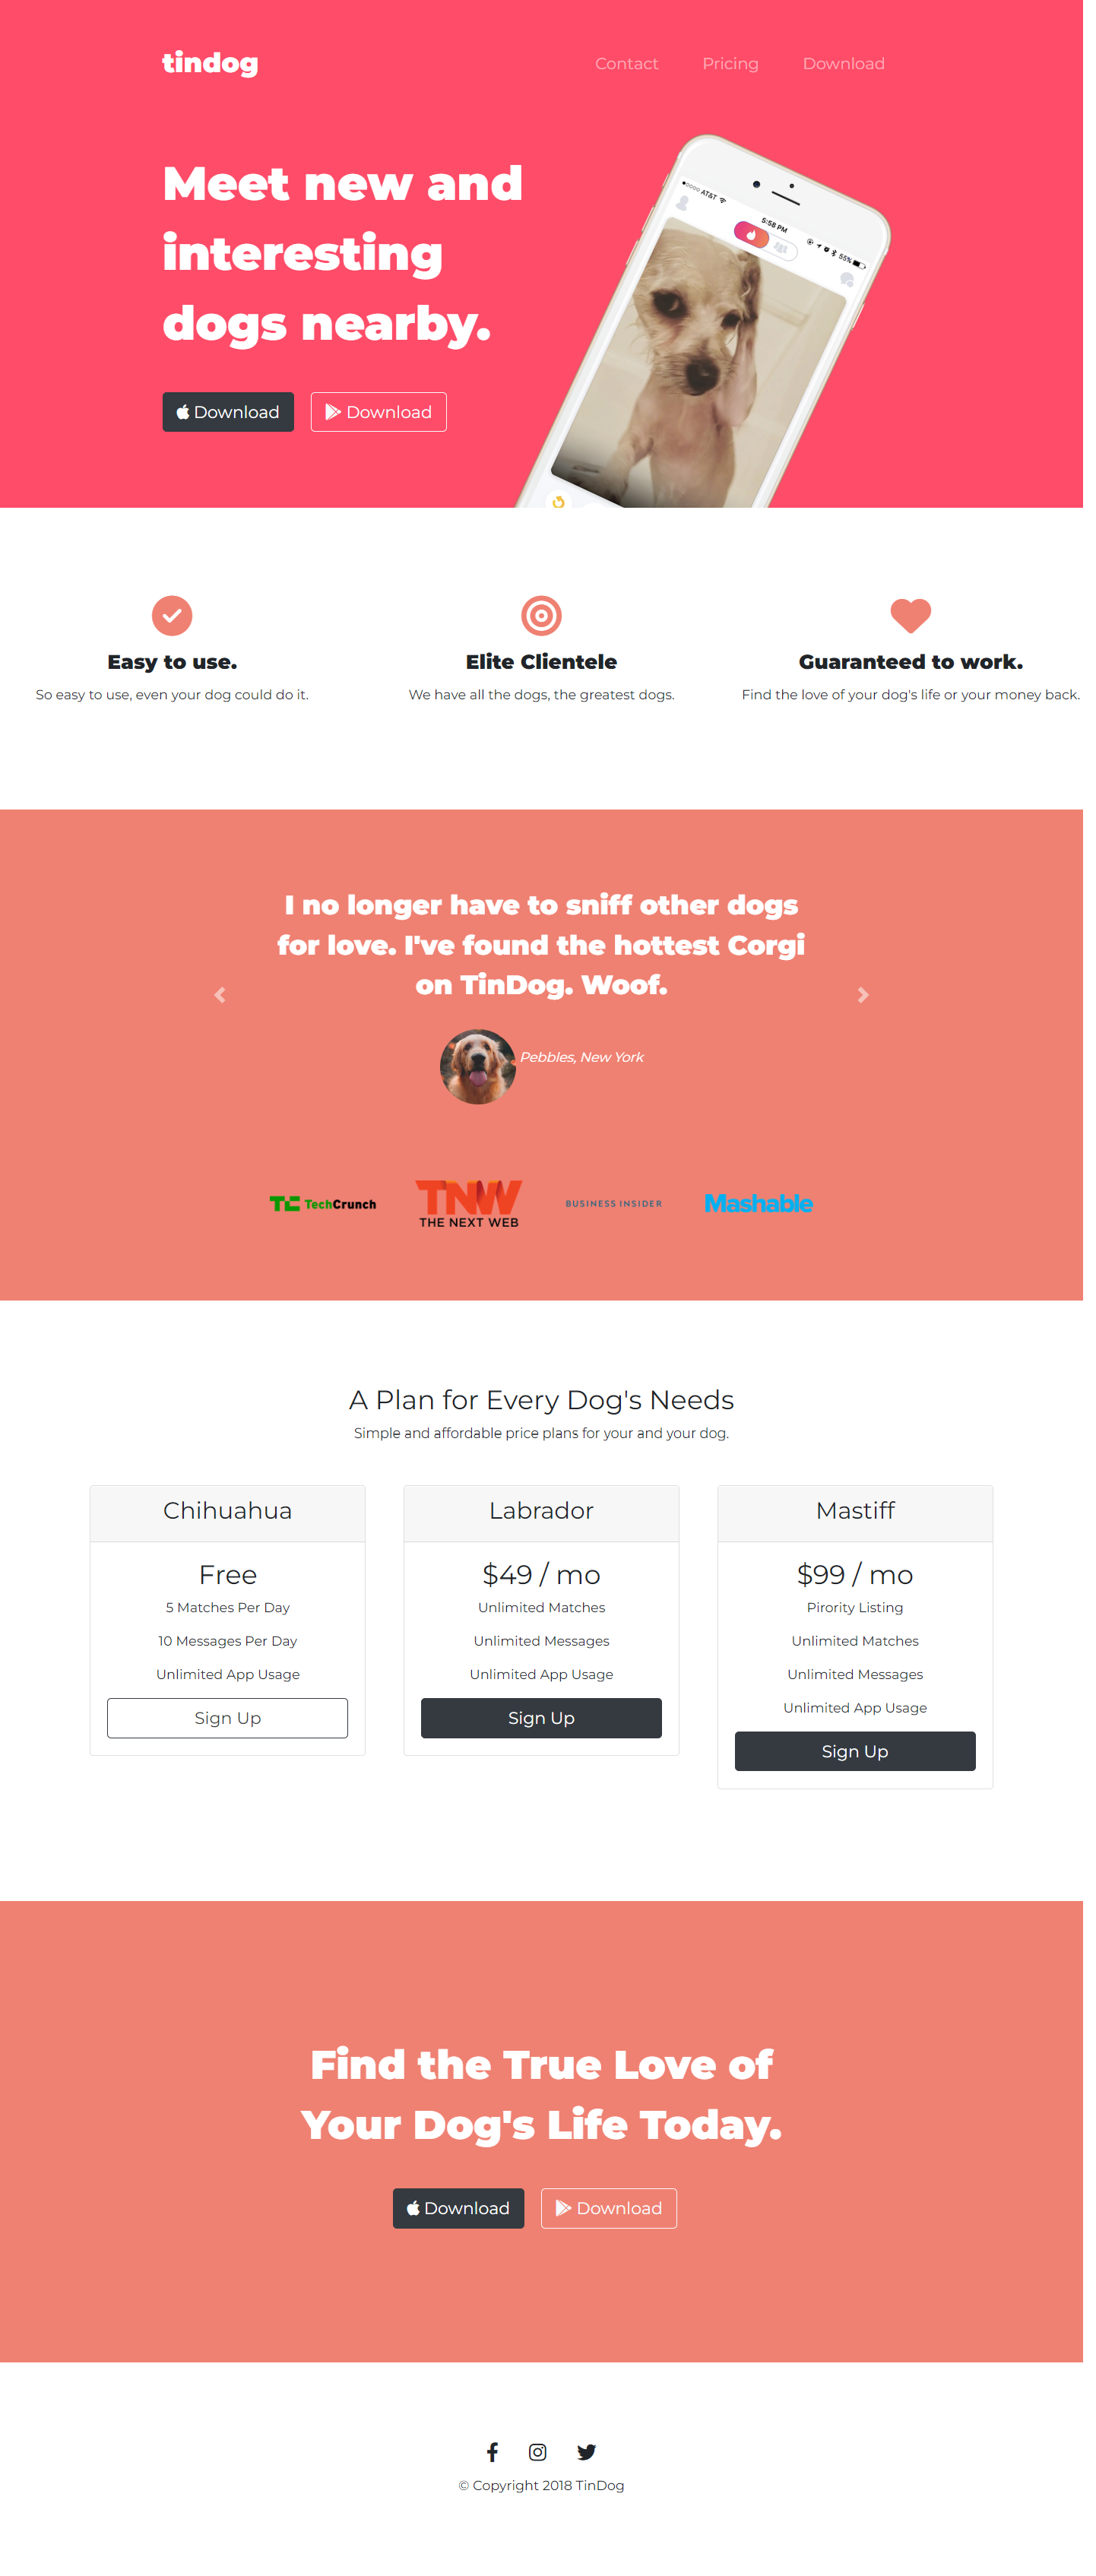 tindog
Contact Pricing Download
Meet new and
interesting
dogs nearby.
Download Download
AT&T 5:58 PM 55%
Easy to use. Elite Clientele Guaranteed to work.
So easy to use, even your dog could do it. We have all the dogs, the greatest dogs. Find the love of your dog's life or your money back.
I no longer have to sniff other dogs
for love. I've found the hottest Corgi
on TinDog. Woof.
Pebbles, New York
TC TechCrunch TNW THE NEXT WEB BUSINESS INSIDER Mashable
A Plan for Every Dog's Needs
Simple and affordable price plans for your and your dog.
Chihuahua
Free
5 Matches Per Day
10 Messages Per Day
Unlimited App Usage
Sign Up
Labrador
$49 / mo
Unlimited Matches
Unlimited Messages
Unlimited App Usage
Sign Up
Mastiff
$99 / mo
Pirority Listing
Unlimited Matches
Unlimited Messages
Unlimited App Usage
Sign Up
Find the True Love of
Your Dog's Life Today.
Download Download
© Copyright 2018 TinDog